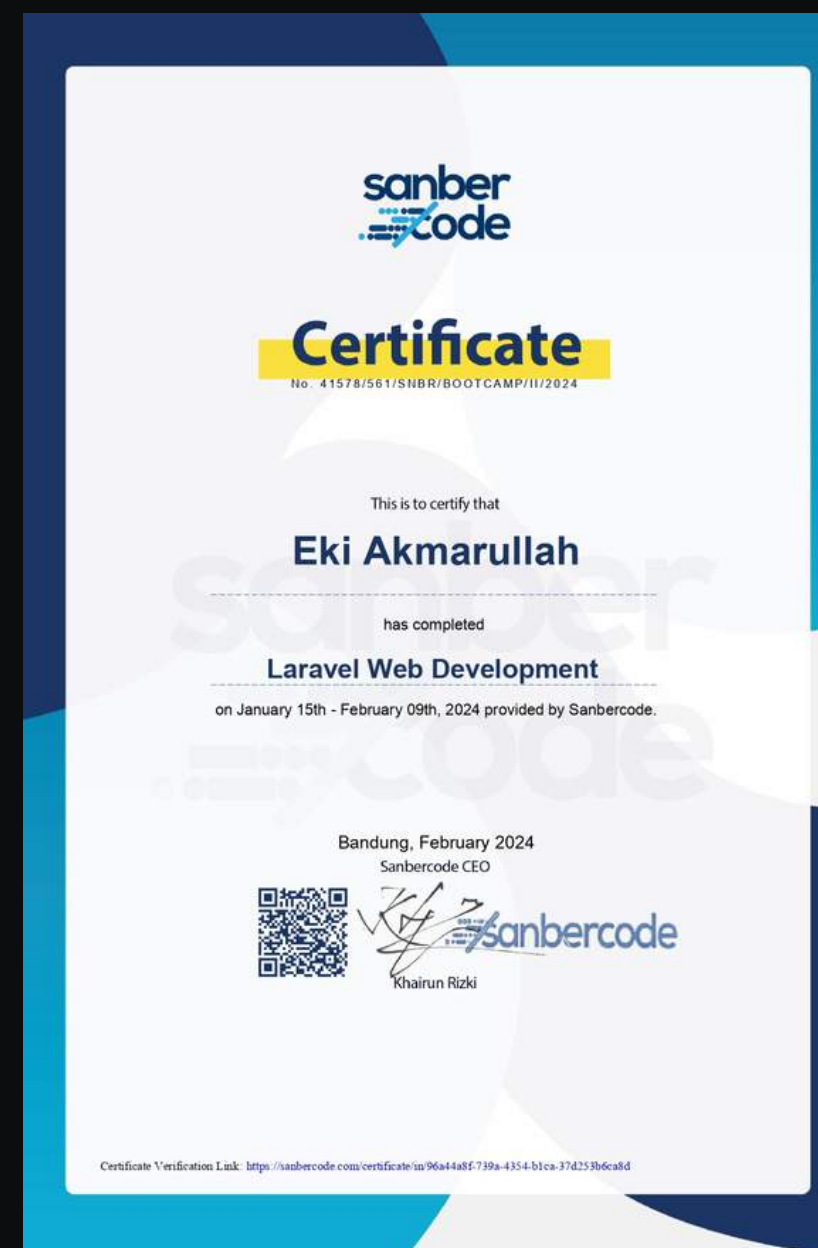 sanber
code
Certificate
No. 41578/561/SNBR/BOOTCAMP/II/2024
This is to certify that
Eki Akmarullah
has completed
Laravel Web Development
on January 15th - February 09th, 2024 provided by Sanbercode.
sanber
code
Bandung, February 2024
Sanbercode CEO
sanbercode
Khairun Rizki
Certificate Verification Link: https://sanbercode.com/certificate/in/96a44a8f-739a-4354-b1ca-37d253b6ca8d